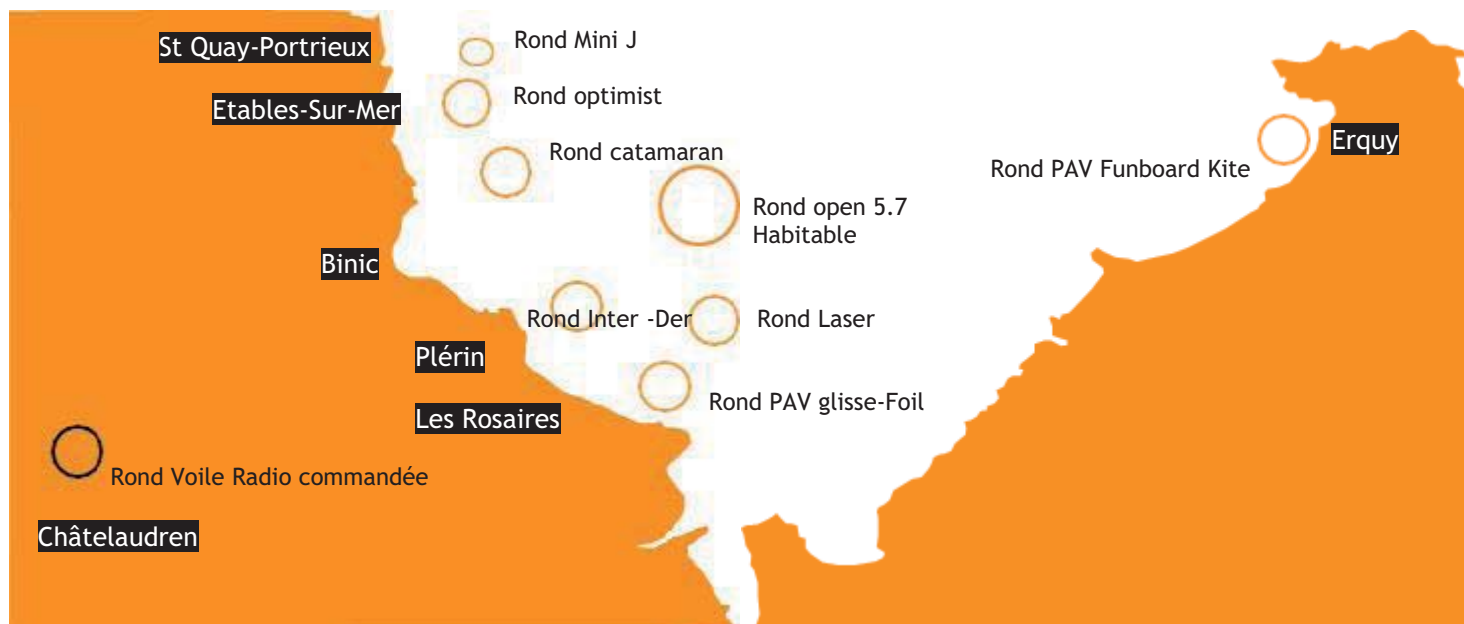 St Quay-Portrieux
Rond Mini J
Etables-Sur-Mer
Rond optimist
Rond catamaran
Erquy
Rond PAV Funboard Kite
Rond open 5.7
Habitable
Binic
Rond Inter -Der
Rond Laser
Plérin
Rond PAV glisse-Foil
Les Rosaires
Rond Voile Radio commandée
Châtelaudren